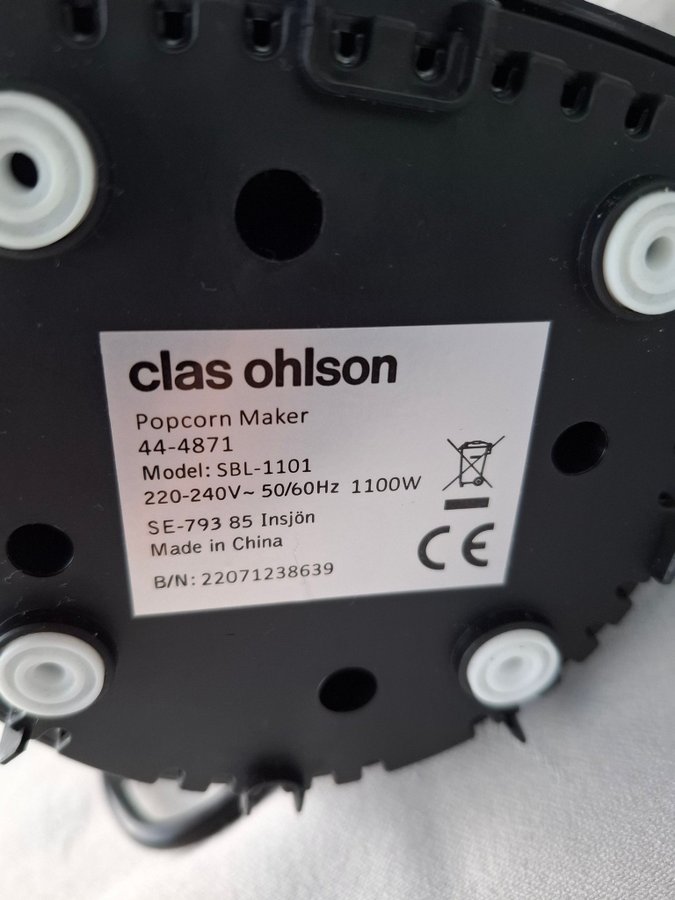 clas ohlson
Popcorn Maker
44-4871
Model: SBL-1101
220-240V~ 50/60Hz 1100W
SE-793 85 Insjön
Made in China
B/N: 22071238639
CE